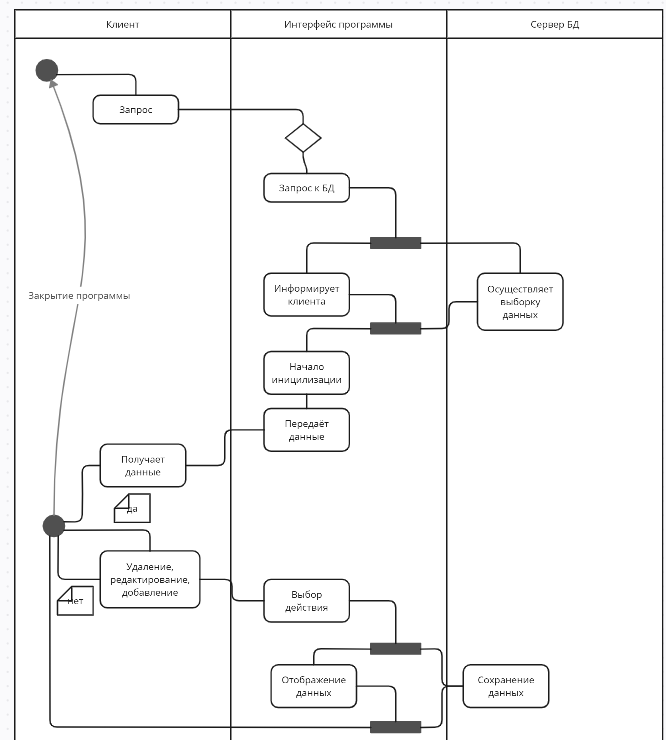 Клиент
Интерфейс программы
Сервер БД
Запрос
Запрос к БД
Информирует
клиента
Осуществляет
выборку
данных
Закрытие программы
Начало
иницилизации
Передаёт
данные
Получает
данные
да
Удаление,
редактирование,
добавление
нет
Выбор
действия
Отображение
данных
Сохранение
данных